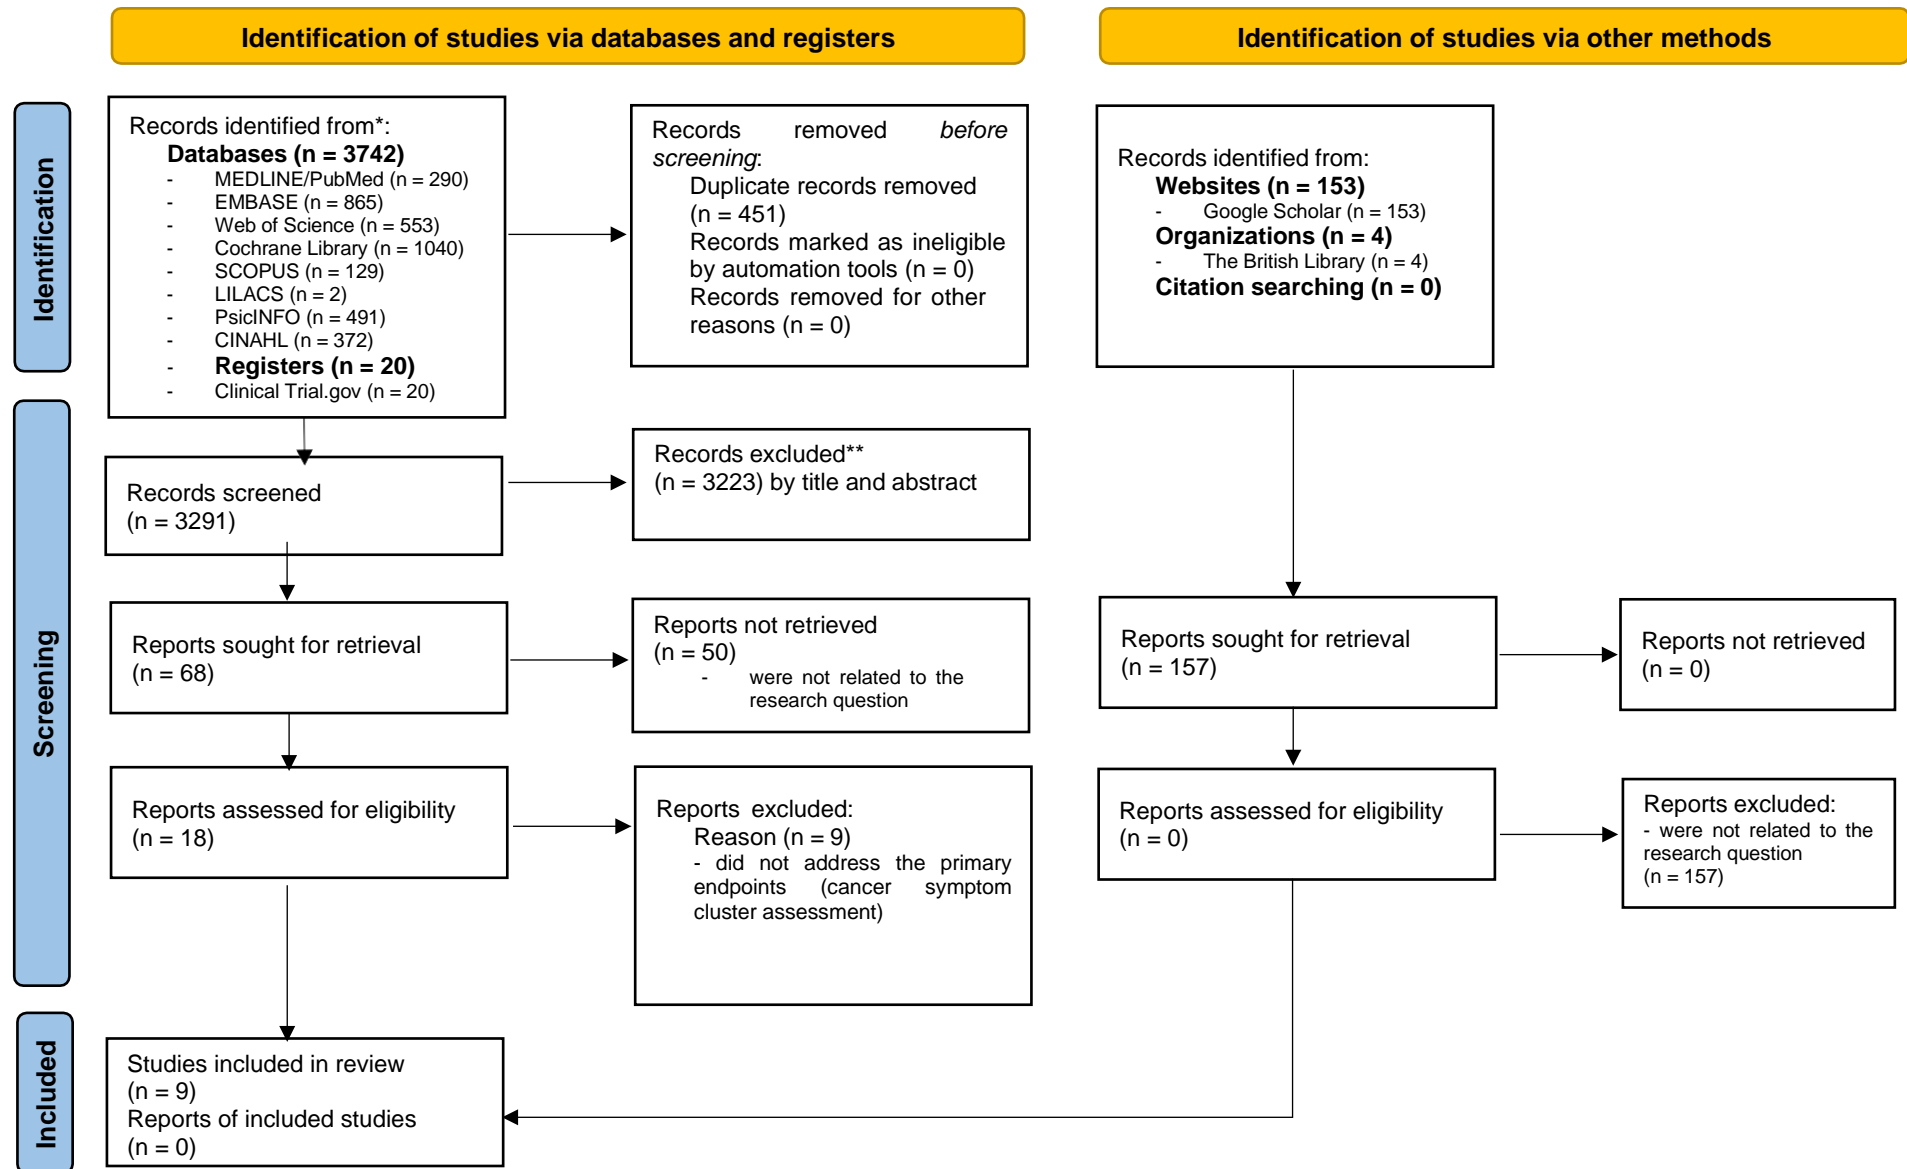 Identification of studies via databases and registers
Identification of studies via other methods
Identification
Records identified from*:
Databases (n = 3742)
- MEDLINE/PubMed (n = 290)
- EMBASE (n = 865)
- Web of Science (n = 553)
- Cochrane Library (n = 1040)
- SCOPUS (n = 129)
- LILACS (n = 2)
- PsicINFO (n = 491)
- CINAHL (n = 372)
- Registers (n = 20)
- Clinical Trial.gov (n = 20)
Records removed before
screening:
Duplicate records removed
(n = 451)
Records marked as ineligible
by automation tools (n = 0)
Records removed for other
reasons (n = 0)
Records identified from:
Websites (n = 153)
- Google Scholar (n = 153)
Organizations (n = 4)
- The British Library (n = 4)
Citation searching (n = 0)
Screening
Records screened
(n = 3291)
Records excluded**
(n = 3223) by title and abstract
Reports sought for retrieval
(n = 68)
Reports not retrieved
(n = 50)
- were not related to the
research question
Reports sought for retrieval
(n = 157)
Reports not retrieved
(n = 0)
Reports assessed for eligibility
(n = 18)
Reports excluded:
Reason (n = 9)
- did not address the primary
endpoints (cancer symptom
cluster assessment)
Reports assessed for eligibility
(n = 0)
Reports excluded:
- were not related to the
research question
(n = 157)
Included
Studies included in review
(n = 9)
Reports of included studies
(n = 0)